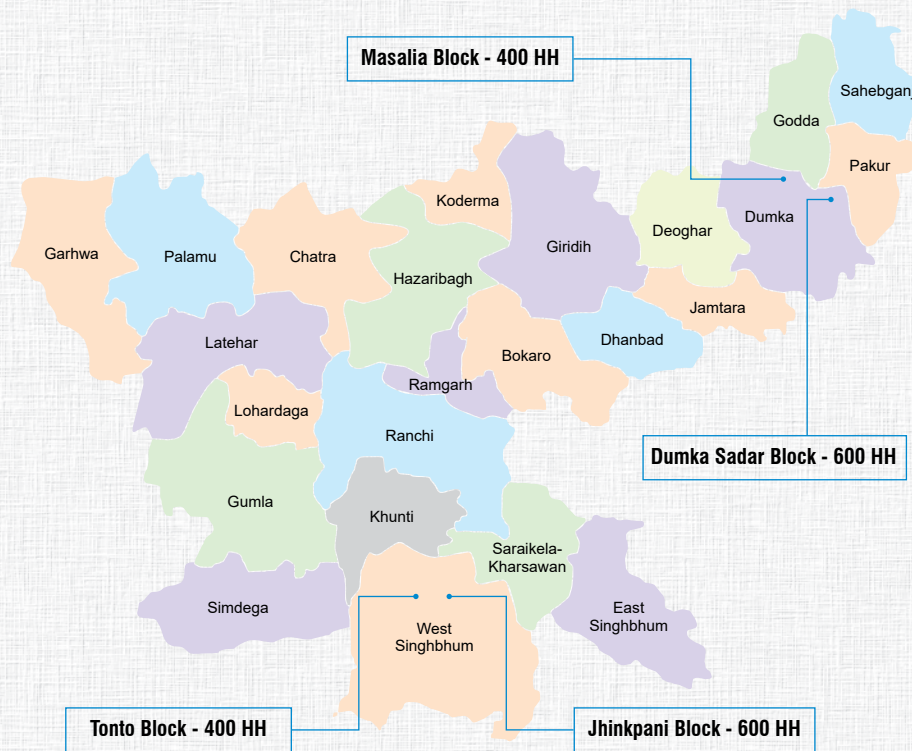 Masalia Block - 400 HH
Sahebganj
Godda
Pakur
Koderma
Dumka
Deoghar
Giridih
Garhwa
Palamu
Chatra
Hazaribagh
Jamtara
Latehar
Dhanbad
Bokaro
Ramgarh
Lohardaga
Ranchi
Dumka Sadar Block - 600 HH
Gumla
Khunti
Saraikela-
Kharsawan
Simdega
East
Singhbhum
West
Singhbhum
Tonto Block - 400 HH
Jhinkpani Block - 600 HH